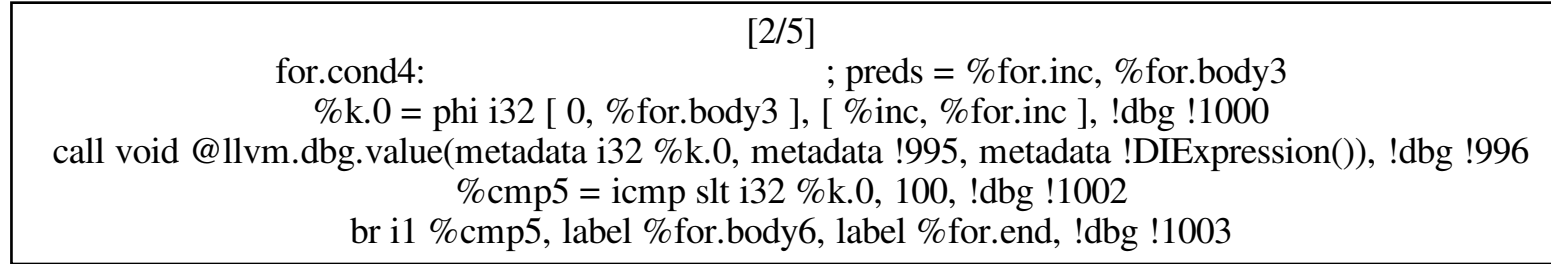 [2/5]
for.cond4: ; preds = %for.inc, %for.body3
%k.0 = phi i32 [ 0, %for.body3 ], [ %inc, %for.inc ], !dbg !1000
call void @llvm.dbg.value(metadata i32 %k.0, metadata !995, metadata !DIExpression()), !dbg !996
%cmp5 = icmp slt i32 %k.0, 100, !dbg !1002
br i1 %cmp5, label %for.body6, label %for.end, !dbg !1003